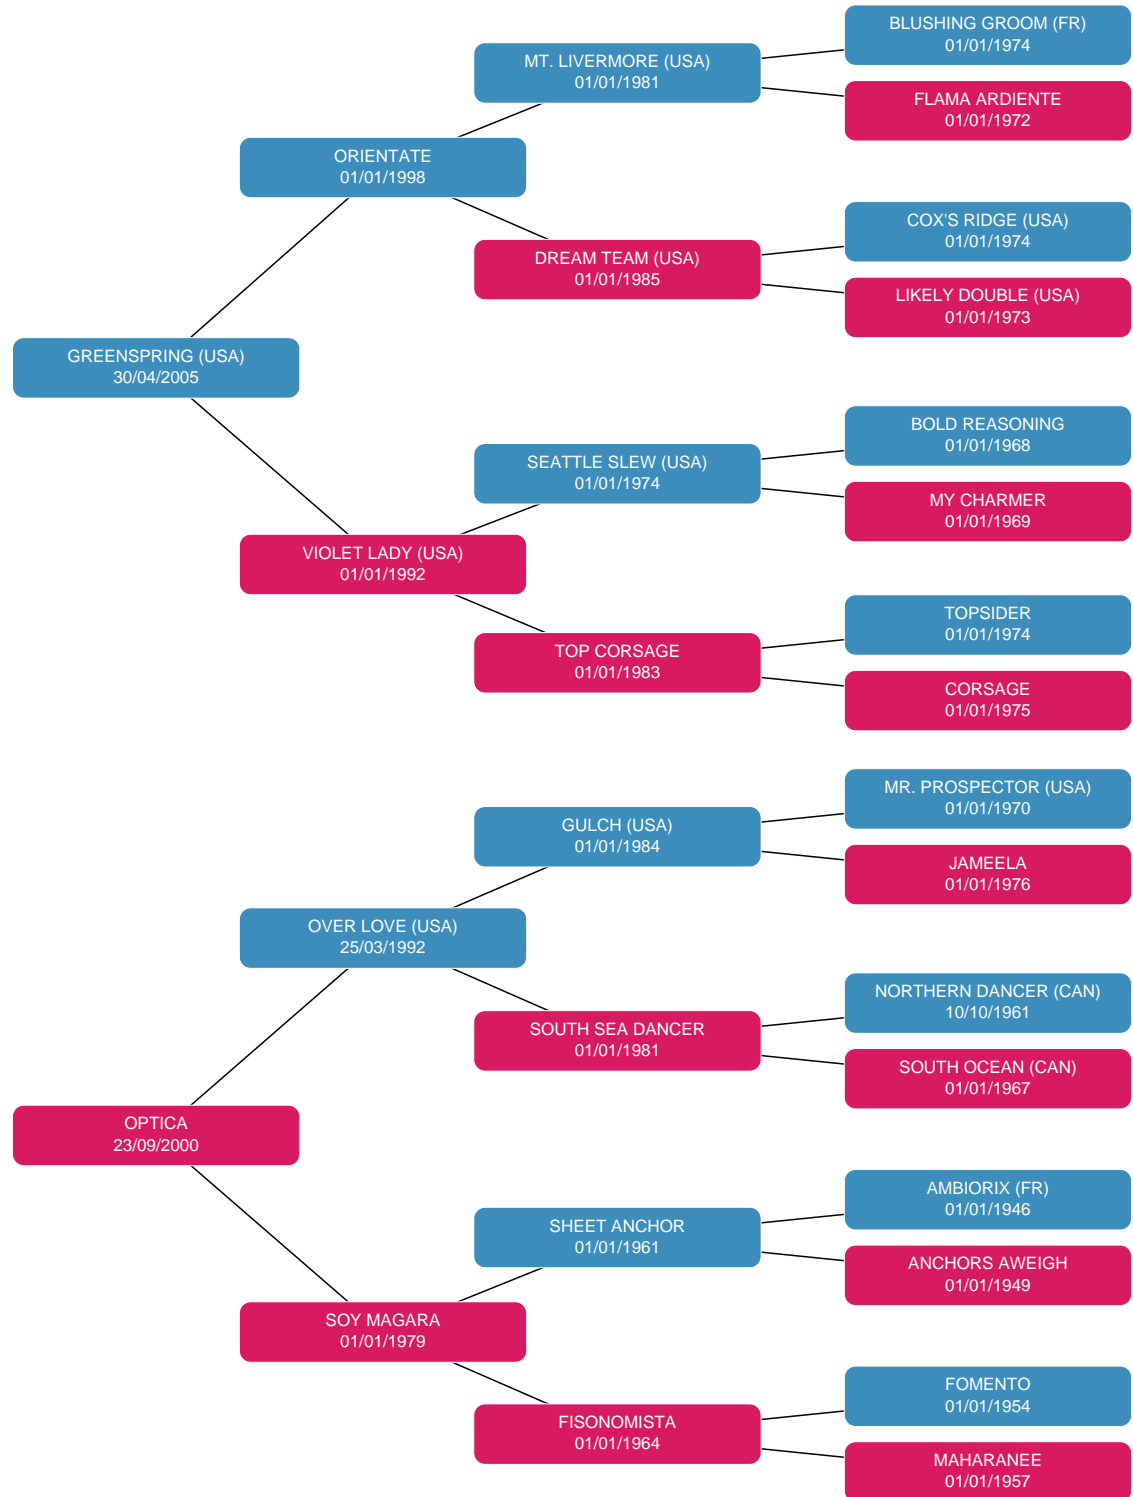 BLUSHING GROOM (FR)
01/01/1974
MT. LIVERMORE (USA)
01/01/1981
FLAMA ARDIENTE
01/01/1972
ORIENTATE
01/01/1998
COX'S RIDGE (USA)
01/01/1974
DREAM TEAM (USA)
01/01/1985
LIKELY DOUBLE (USA)
01/01/1973
GREENSPRING (USA)
30/04/2005
BOLD REASONING
01/01/1968
SEATTLE SLEW (USA)
01/01/1974
MY CHARMER
01/01/1969
VIOLET LADY (USA)
01/01/1992
TOPSIDER
01/01/1974
TOP CORSAGE
01/01/1983
CORSAGE
01/01/1975
MR. PROSPECTOR (USA)
01/01/1970
GULCH (USA)
01/01/1984
JAMEELA
01/01/1976
OVER LOVE (USA)
25/03/1992
NORTHERN DANCER (CAN)
10/10/1961
SOUTH SEA DANCER
01/01/1981
SOUTH OCEAN (CAN)
01/01/1967
OPTICA
23/09/2000
AMBIORIX (FR)
01/01/1946
SHEET ANCHOR
01/01/1961
ANCHORS AWEIGH
01/01/1949
SOY MAGARA
01/01/1979
FOMENTO
01/01/1954
FISONOMISTA
01/01/1964
MAHARANEE
01/01/1957